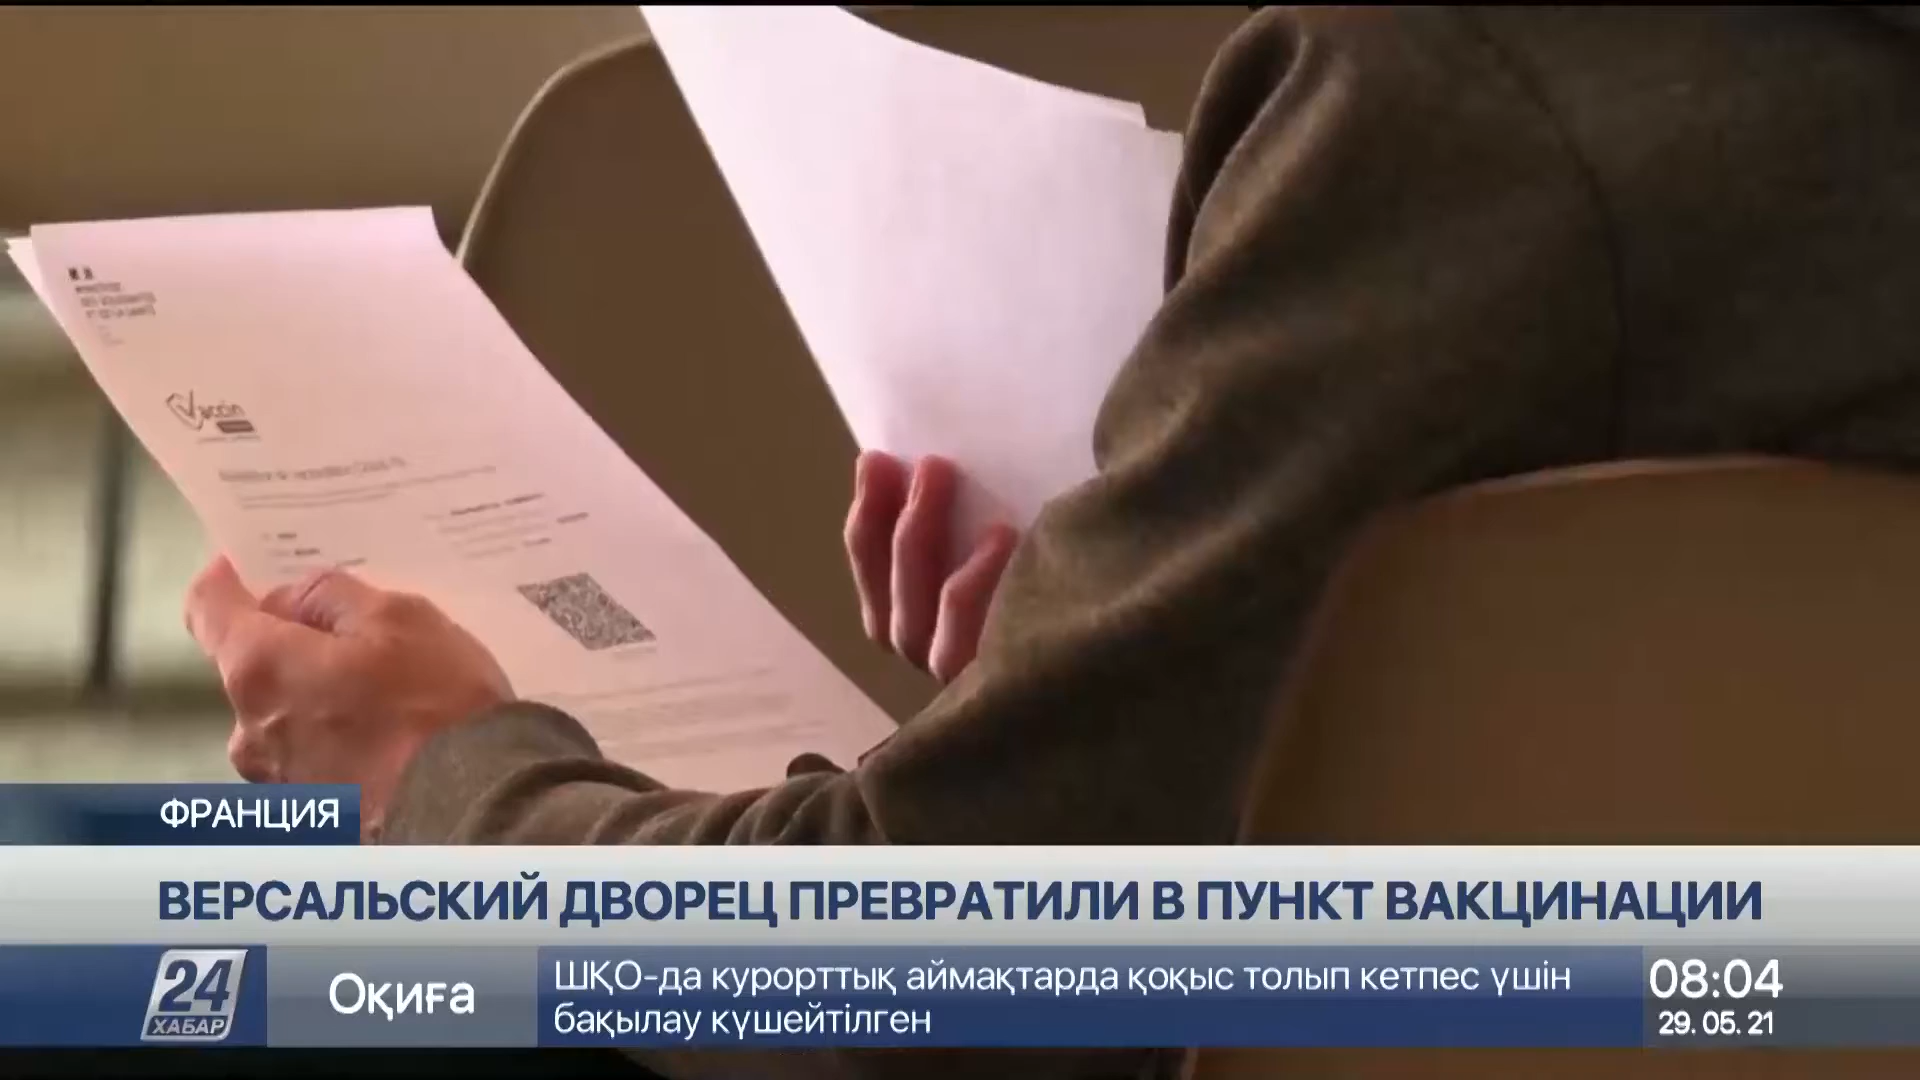 Vaccin
ФРАНЦИЯ
ВЕРСАЛЬСКИЙ ДВОРЕЦ ПРЕВРАТИЛИ В ПУНКТ ВАКЦИНАЦИИ
24
ХАБАР
Оқиға
ШҚО-да курорттық аймақтарда қоқыс толып кетпес үшін
бақылау күшейтілген
08:04
29. 05. 21